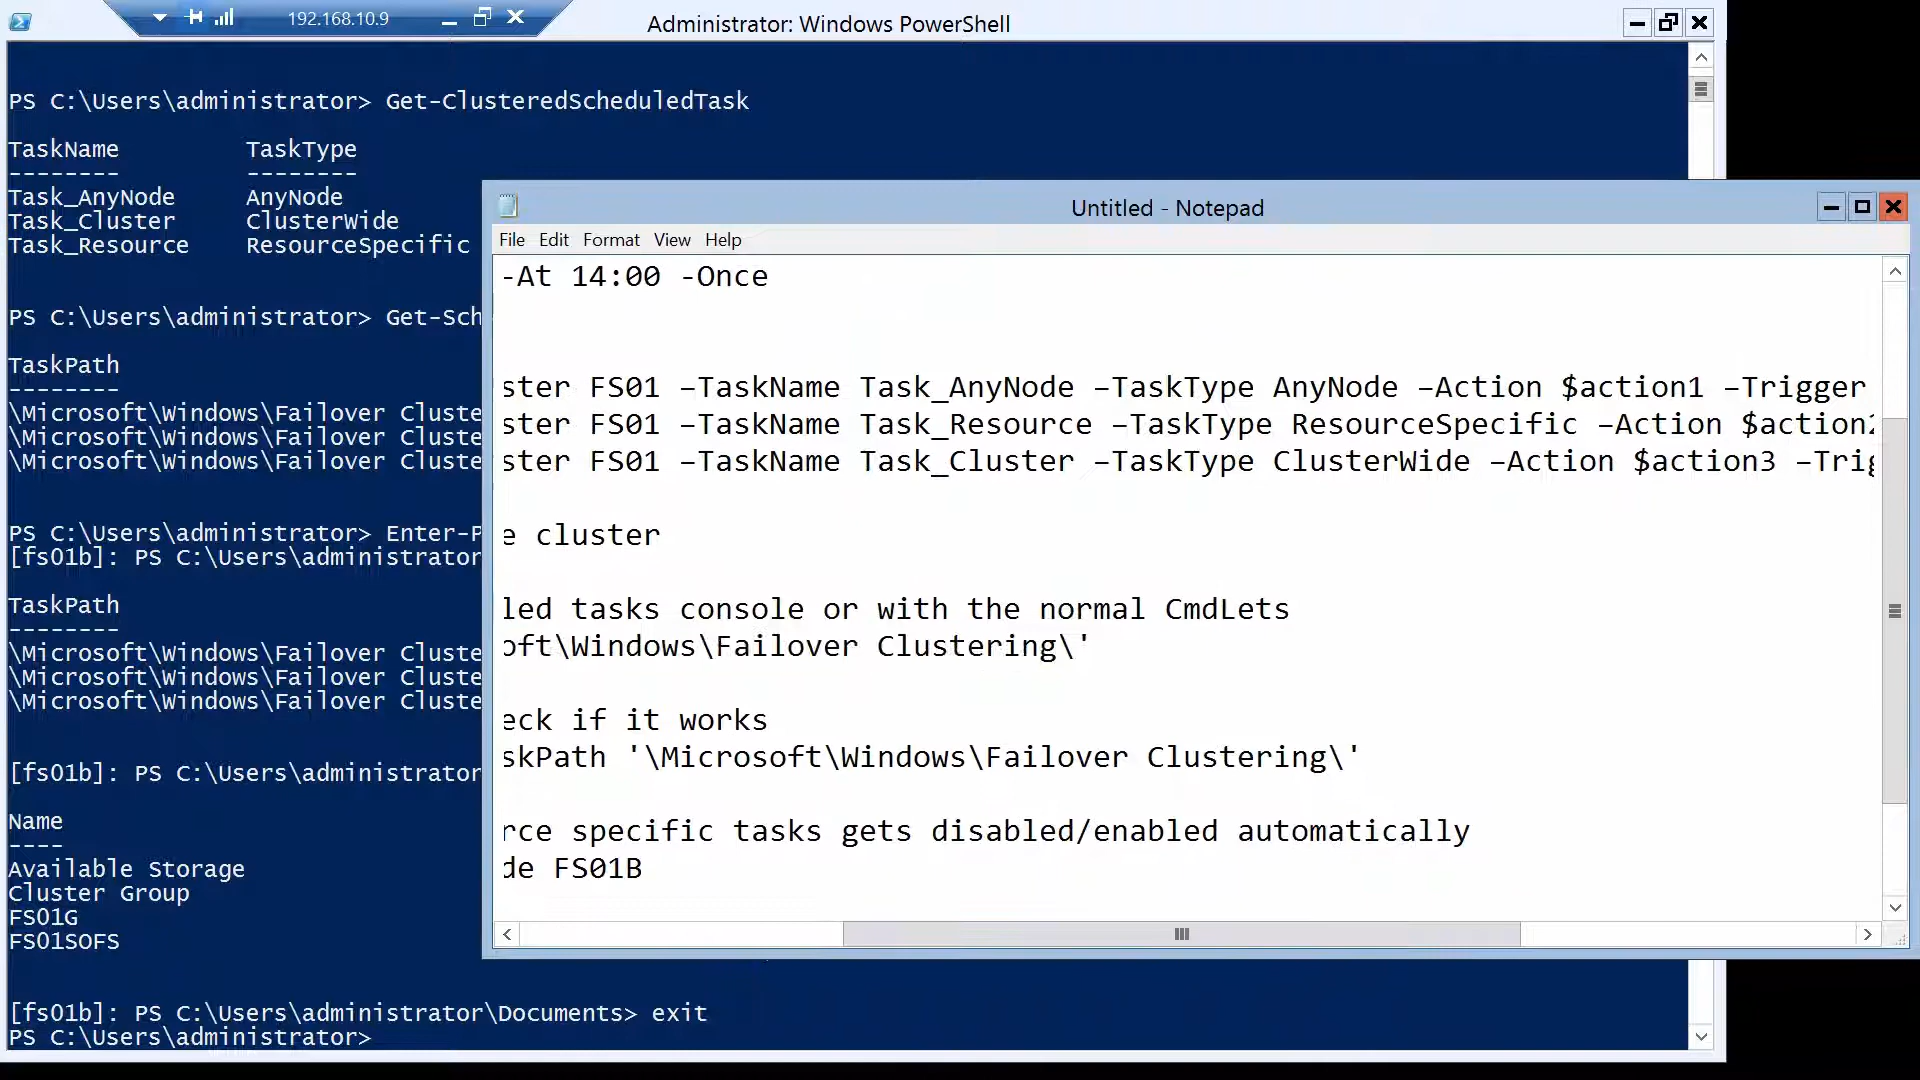 192.168.10.9
Administrator: Windows PowerShell
PS C:\Users\administrator> Get-ClusteredScheduledTask
TaskName TaskType
-------- --------
Task_AnyNode AnyNode
Task_Cluster ClusterWide
Task_Resource ResourceSpecific
PS C:\Users\administrator> Get-Sch
TaskPath
--------
\Microsoft\Windows\Failover Cluste
\Microsoft\Windows\Failover Cluste
\Microsoft\Windows\Failover Cluste
PS C:\Users\administrator> Enter-P
[fs01b]: PS C:\Users\administrator
TaskPath
--------
\Microsoft\Windows\Failover Cluste
\Microsoft\Windows\Failover Cluste
\Microsoft\Windows\Failover Cluste
[fs01b]: PS C:\Users\administrator
Name
----
Available Storage
Cluster Group
FS01G
FS01SOFS
[fs01b]: PS C:\Users\administrator\Documents> exit
PS C:\Users\administrator>
Untitled - Notepad
File Edit Format View Help
-At 14:00 -Once
ster FS01 –TaskName Task_AnyNode –TaskType AnyNode –Action $action1 –Trigger
ster FS01 –TaskName Task_Resource –TaskType ResourceSpecific –Action $action2
ster FS01 –TaskName Task_Cluster –TaskType ClusterWide –Action $action3 –Trig
e cluster
led tasks console or with the normal CmdLets
oft\Windows\Failover Clustering\'
eck if it works
skPath '\Microsoft\Windows\Failover Clustering\'
rce specific tasks gets disabled/enabled automatically
de FS01B